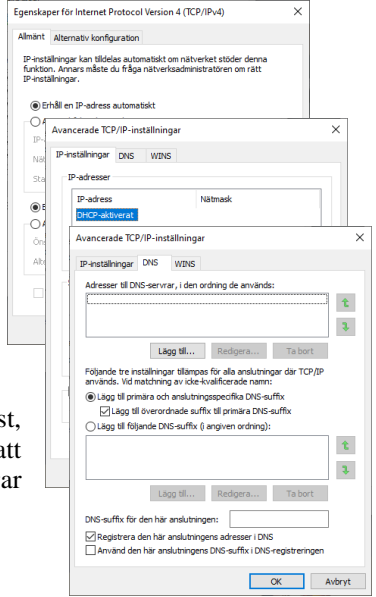 Egenskaper för Internet Protocol Version 4 (TCP/IPv4)
Allmänt Alternativ konfiguration
IP-inställningar kan tilldelas automatiskt om nätverket stöder denna
funktion. Annars måste du fråga nätverksadministratören om rätt
IP-inställningar.
Erhåll en IP-adress automatiskt
Avancerade TCP/IP-inställningar
IP-inställningar DNS WINS
IP-adresser
IP-adress Nätmask
DHCP-aktiverat
Avancerade TCP/IP-inställningar
IP-inställningar DNS WINS
Adresser till DNS-servrar, i den ordning de används:
Lägg till... Redigera... Ta bort
Följande tre inställningar tillämpas för alla anslutningar där TCP/IP
används. Vid matchning av icke-kvalificerade namn:
Lägg till primära och anslutningsspecifika DNS-suffix
Lägg till överordnade suffix till primära DNS-suffix
Lägg till följande DNS-suffix (i angiven ordning):
Lägg till... Redigera... Ta bort
DNS-suffix för den här anslutningen:
Registrera den här anslutningens adresser i DNS
Använd den här anslutningens DNS-suffix i DNS-registreringen
OK Avbryt
st,
att
ar